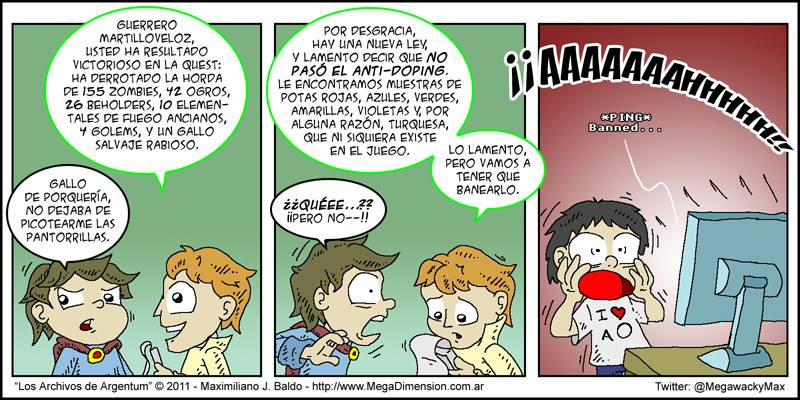 GUERRERO
MARTILLOVELOZ,
USTED HA RESULTADO
VICTORIOSO EN LA QUEST:
HA DERROTADO LA HORDA
DE 155 ZOMBIES, 42 OGROS,
26 BEHOLDERS, 10 ELEMEN-
TALES DE FUEGO ANCIANOS,
4 GOLEMS, Y UN GALLO
SALVAJE RABIOSO.
GALLO
DE PORQUERÍA,
NO DEJABA DE
PICOTEARME LAS
PANTORRILLAS.
POR DESGRACIA,
HAY UNA NUEVA LEY,
Y LAMENTO DECIR QUE NO
PASÓ EL ANTI-DOPING.
LE ENCONTRAMOS MUESTRAS DE
POTAS ROJAS, AZULES, VERDES,
AMARILLAS, VIOLETAS Y, POR
ALGUNA RAZÓN, TURQUESA,
QUE NI SIQUIERA EXISTE
EN EL JUEGO.
LO LAMENTO,
PERO VAMOS A
TENER QUE
BANEARLO.
¿¿QUÉEE...??
¡¡PERO NO--!!
¡¡AAAAAAAAHHHHHH!!
*PING*
Banned...
I ♥
AO
"Los Archivos de Argentum" © 2011 - Maximiliano J. Baldo - http://www.MegaDimension.com.ar
Twitter: @MegawackyMax